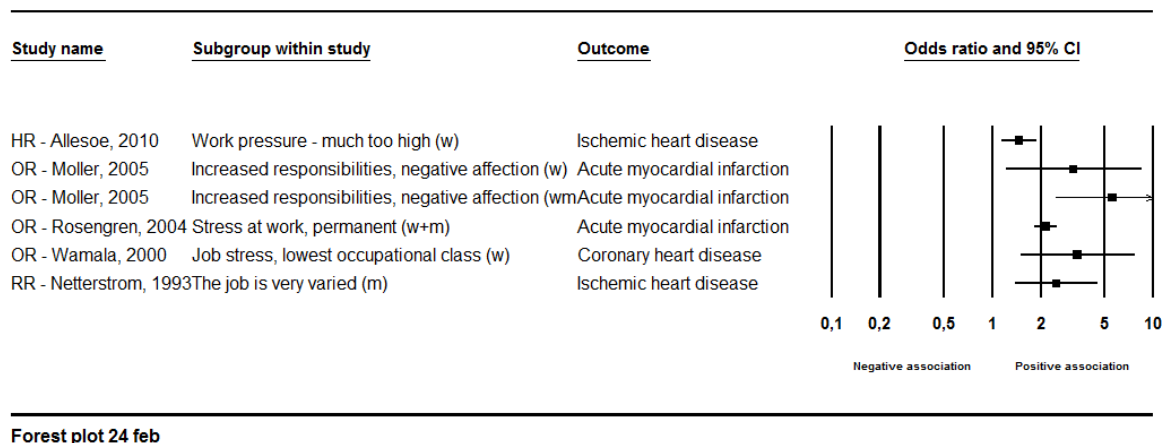 Study name Subgroup within study Outcome Odds ratio and 95% CI
HR - Allesoe, 2010 Work pressure - much too high (w) Ischemic heart disease
OR - Moller, 2005 Increased responsibilities, negative affection (w) Acute myocardial infarction
OR - Moller, 2005 Increased responsibilities, negative affection (wm Acute myocardial infarction
OR - Rosengren, 2004 Stress at work, permanent (w+m) Acute myocardial infarction
OR - Wamala, 2000 Job stress, lowest occupational class (w) Coronary heart disease
RR - Netterstrom, 1993 The job is very varied (m) Ischemic heart disease
0,1 0,2 0,5 1 2 5 10
Negative association Positive association
Forest plot 24 feb